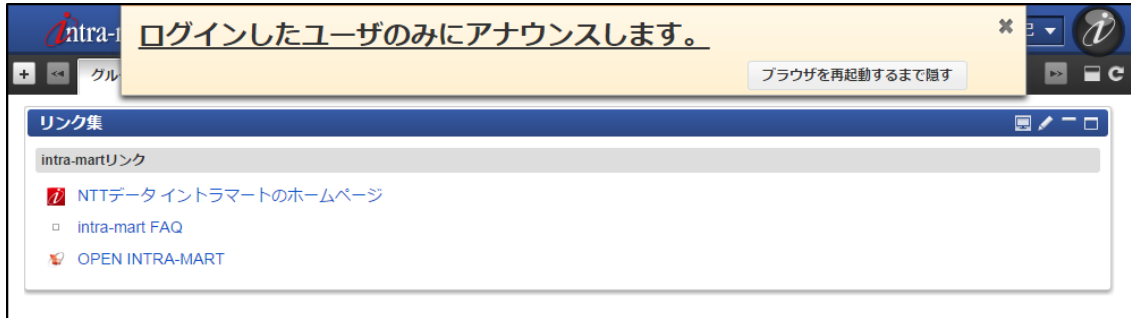 intra-
ログインしたユーザのみにアナウンスします。
グル
ブラウザを再起動するまで隠す
リンク集
intra-martリンク
NTTデータ イントラマートのホームページ
intra-mart FAQ
OPEN INTRA-MART